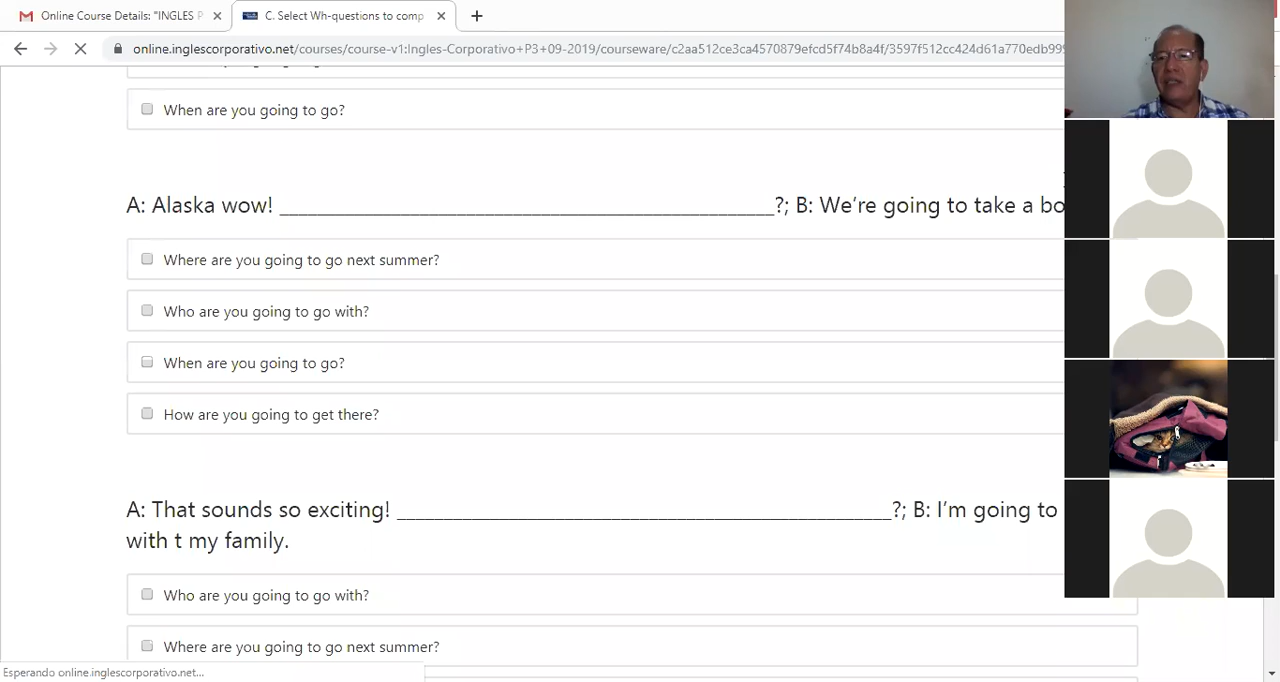 Online Course Details: "INGLES P
C. Select Wh-questions to comp
online.inglescorporativo.net/courses/course-v1:Ingles-Corporativo+P3+09-2019/courseware/c2aa512ce3ca4570879efc5f74b8a4f/3597f512cc424d61a770edb999
When are you going to go?
A: Alaska wow! ______________________________________________?; B: We're going to take a bo
Where are you going to go next summer?
Who are you going to go with?
When are you going to go?
How are you going to get there?
A: That sounds so exciting! ______________________________________________?; B: I'm going to
with t my family.
Who are you going to go with?
Where are you going to go next summer?
Esperando online.inglescorporativo.net...